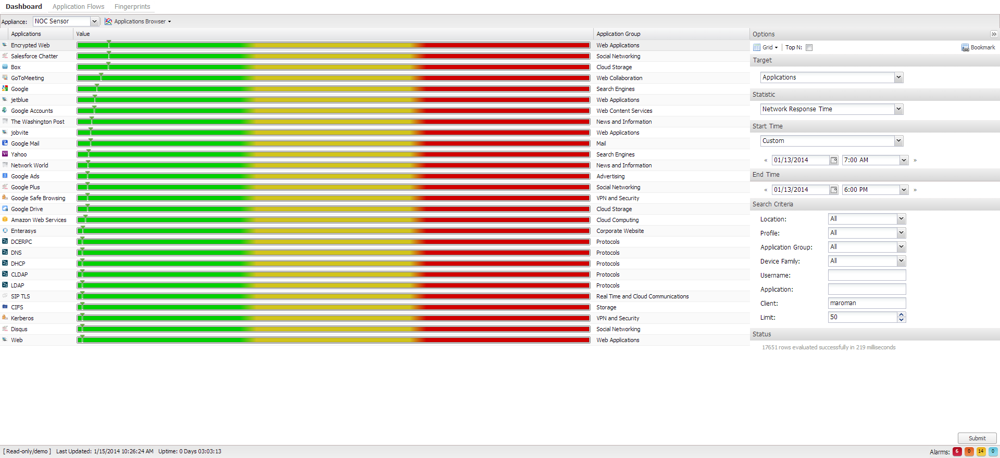 Dashboard Application Flows Fingerprints
Appliance: NOC Sensor Applications Browser
Applications Value Application Group
Encrypted Web Web Applications
Salesforce Chatter Social Networking
Box Cloud Storage
GoToMeeting Web Collaboration
Google Search Engines
jetblue Web Applications
Google Accounts Web Content Services
The Washington Post News and Information
jobvite Web Applications
Google Mail Mail
Yahoo Search Engines
Network World News and Information
Google Ads Advertising
Google Plus Social Networking
Google Safe Browsing VPN and Security
Google Drive Cloud Storage
Amazon Web Services Cloud Computing
Enterasys Corporate Website
DCERPC Protocols
DNS Protocols
DHCP Protocols
CLDAP Protocols
LDAP Protocols
SIP TLS Real Time and Cloud Communications
CIFS Storage
Kerberos VPN and Security
Disqus Social Networking
Web Web Applications
Options »
Grid Top N: Bookmark
Target
Applications
Statistic
Network Response Time
Start Time
Custom
« 01/13/2014 7:00 AM »
End Time
« 01/13/2014 6:00 PM »
Search Criteria
Location: All
Profile: All
Application Group: All
Device Family: All
Username:
Application:
Client: maroman
Limit: 50
Status
17651 rows evaluated successfully in 219 milliseconds
Submit
[ Read-only/demo ] Last Updated: 1/15/2014 10:26:24 AM Uptime: 0 Days 03:03:13 Alarms: 6 0 14 0